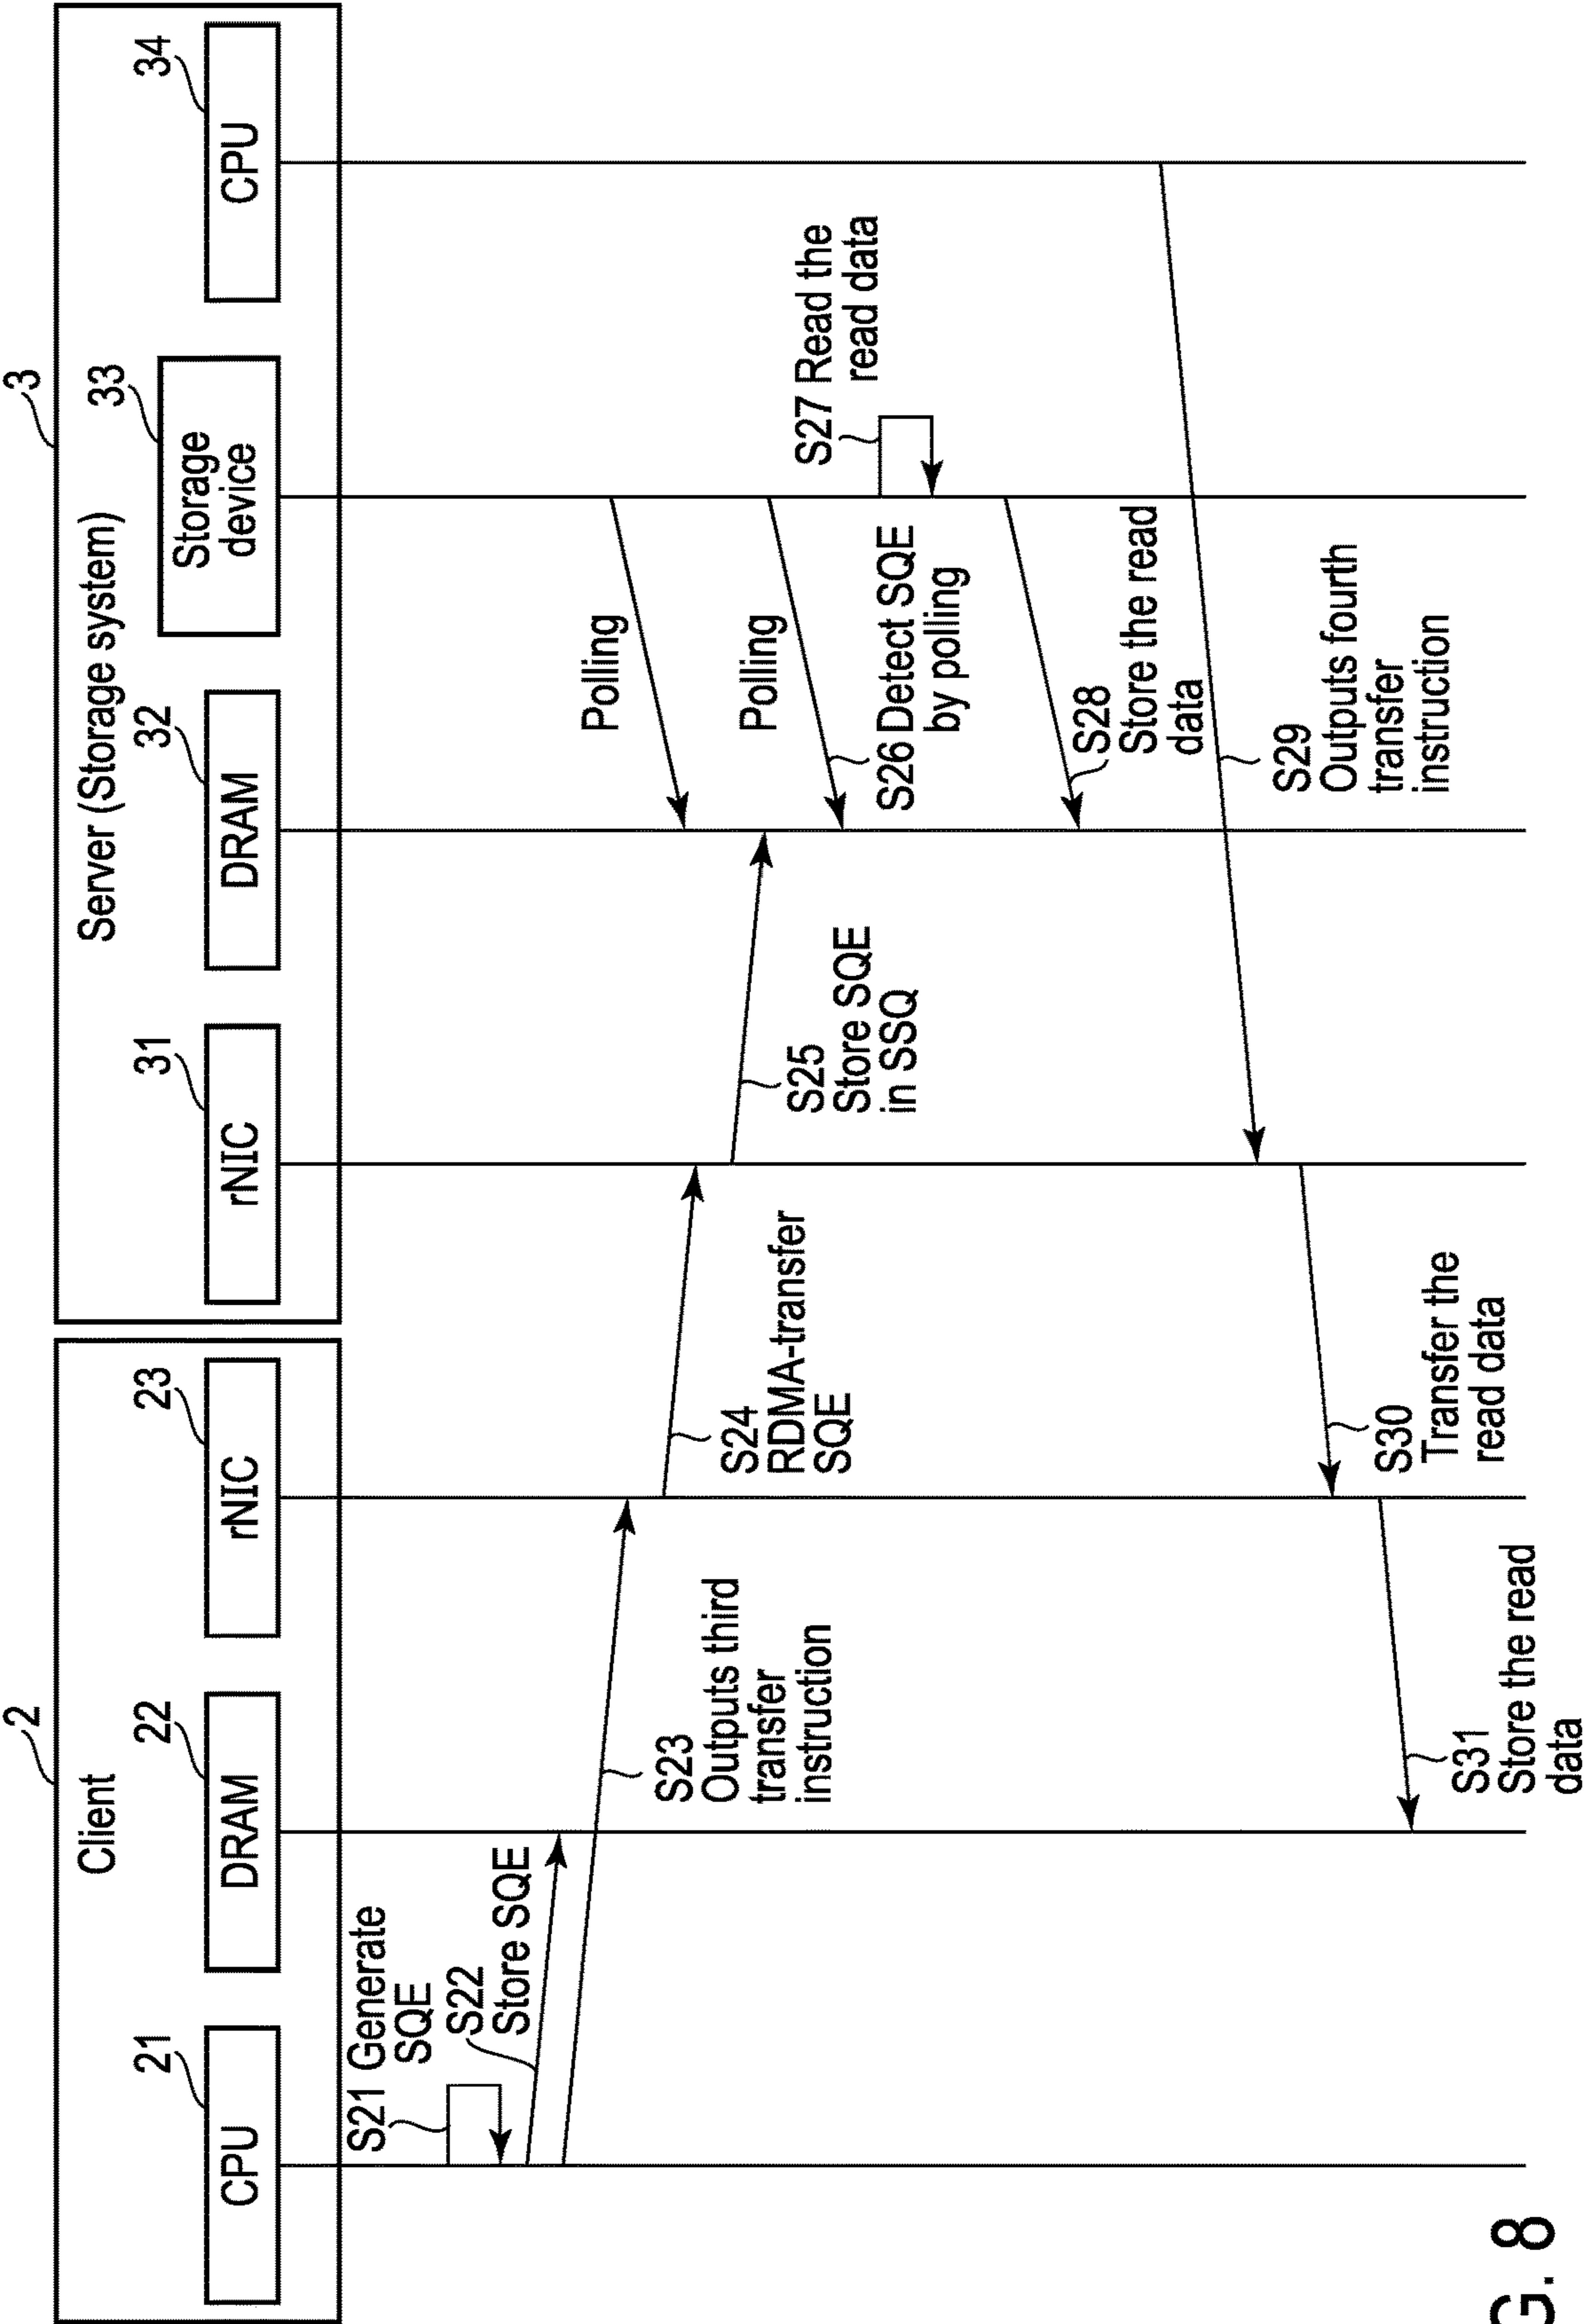 2
3
Client
Server (Storage system)
21
22
23
31
32
33
34
CPU
DRAM
rNIC
rNIC
DRAM
Storage
device
CPU
S21 Generate
SQE
S22
Store SQE
S23
Outputs third
transfer
instruction
S24
RDMA-transfer
SQE
S25
Store SQE
in SSQ
Polling
Polling
S26 Detect SQE
by polling
S27 Read the
read data
S28
Store the read
data
S29
Outputs fourth
transfer
instruction
S30
Transfer the
read data
S31
Store the read
data
G. 8